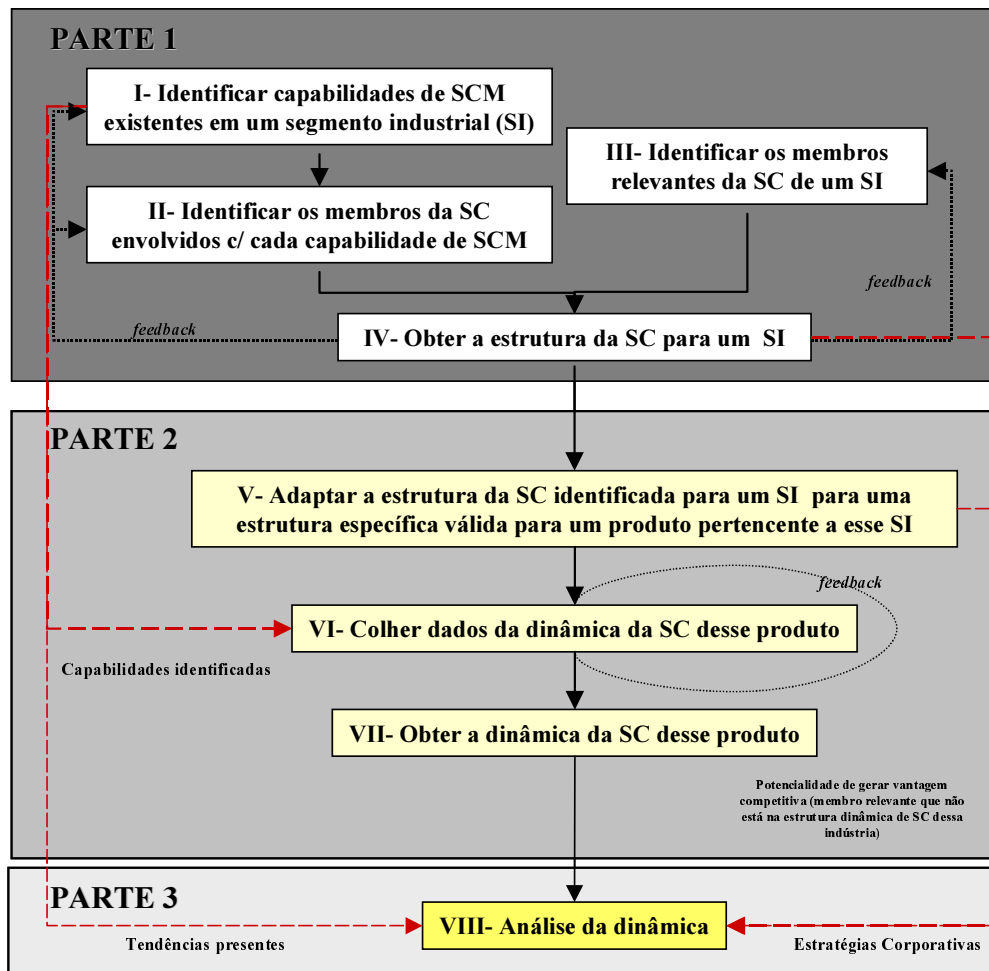 PARTE 1
I- Identificar capabilidades de SCM
existentes em um segmento industrial (SI)
III- Identificar os membros
relevantes da SC de um SI
II- Identificar os membros da SC
envolvidos c/ cada capabilidade de SCM
feedback
feedback
IV- Obter a estrutura da SC para um SI
PARTE 2
V- Adaptar a estrutura da SC identificada para um SI para uma
estrutura específica válida para um produto pertencente a esse SI
feedback
VI- Colher dados da dinâmica da SC desse produto
Capabilidades identificadas
VII- Obter a dinâmica da SC desse produto
Potencialidade de gerar vantagem
competitiva (membro relevante que não
está na estrutura dinâmica de SC dessa
indústria)
PARTE 3
VIII- Análise da dinâmica
Tendências presentes
Estratégias Corporativas